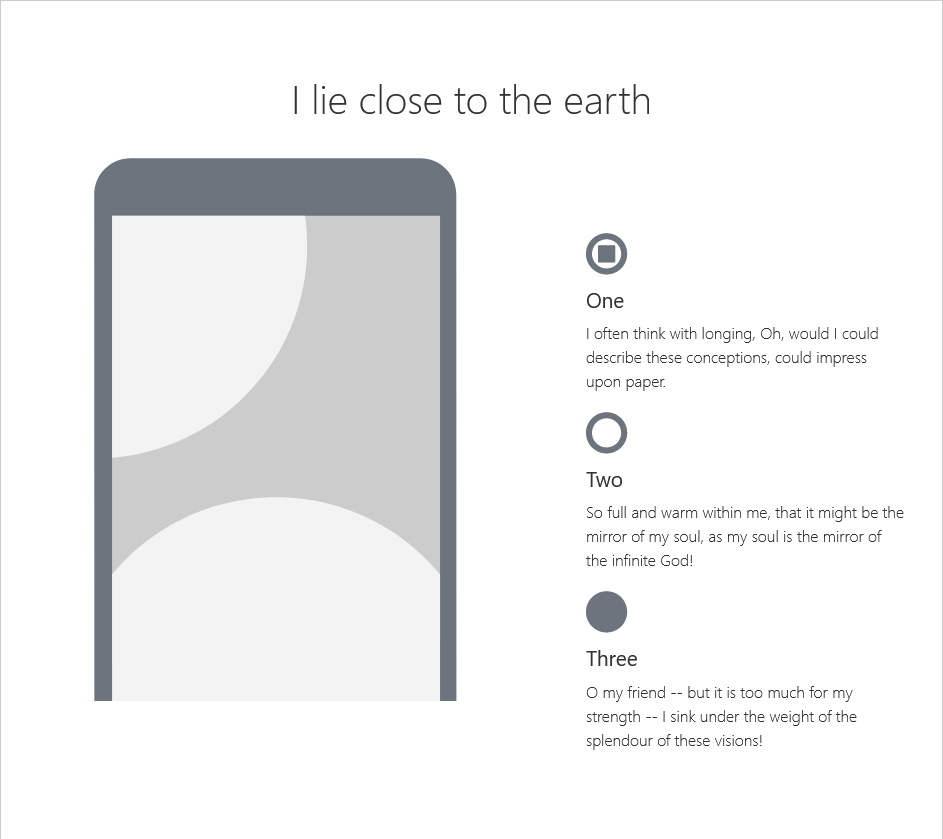 I lie close to the earth
One
I often think with longing, Oh, would I could
describe these conceptions, could impress
upon paper.
Two
So full and warm within me, that it might be the
mirror of my soul, as my soul is the mirror of
the infinite God!
Three
O my friend -- but it is too much for my
strength -- I sink under the weight of the
splendour of these visions!